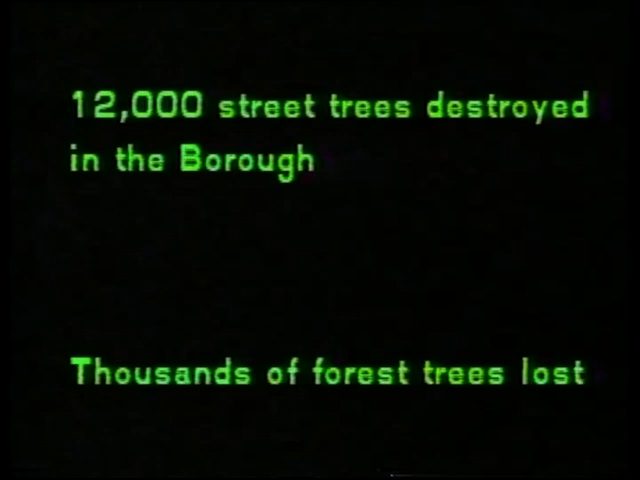 12,000 street trees destroyed
in the Borough
Thousands of forest trees lost